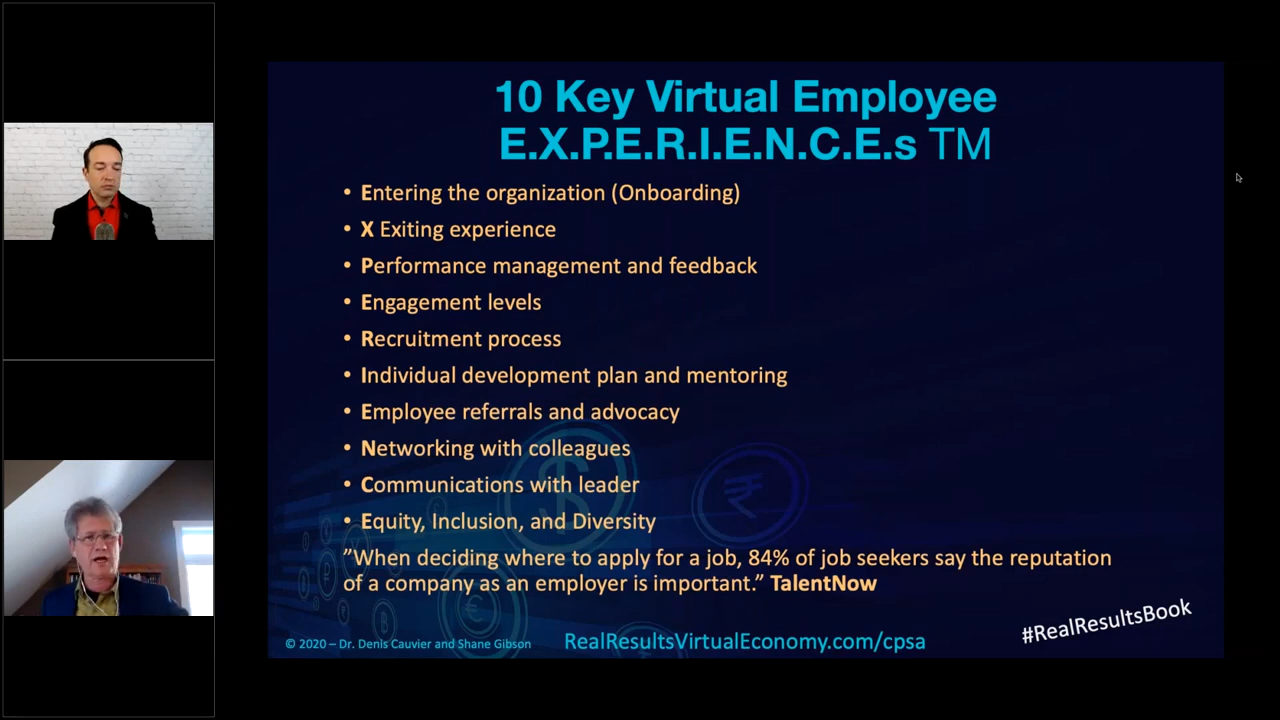 10 Key Virtual Employee
E.X.P.E.R.I.E.N.C.E.s TM
• Entering the organization (Onboarding)
• X Exiting experience
• Performance management and feedback
• Engagement levels
• Recruitment process
• Individual development plan and mentoring
• Employee referrals and advocacy
• Networking with colleagues
• Communications with leader
• Equity, Inclusion, and Diversity
”When deciding where to apply for a job, 84% of job seekers say the reputation
of a company as an employer is important.” TalentNow
#RealResultsBook
© 2020 – Dr. Denis Cauvier and Shane Gibson
RealResultsVirtualEconomy.com/cpsa